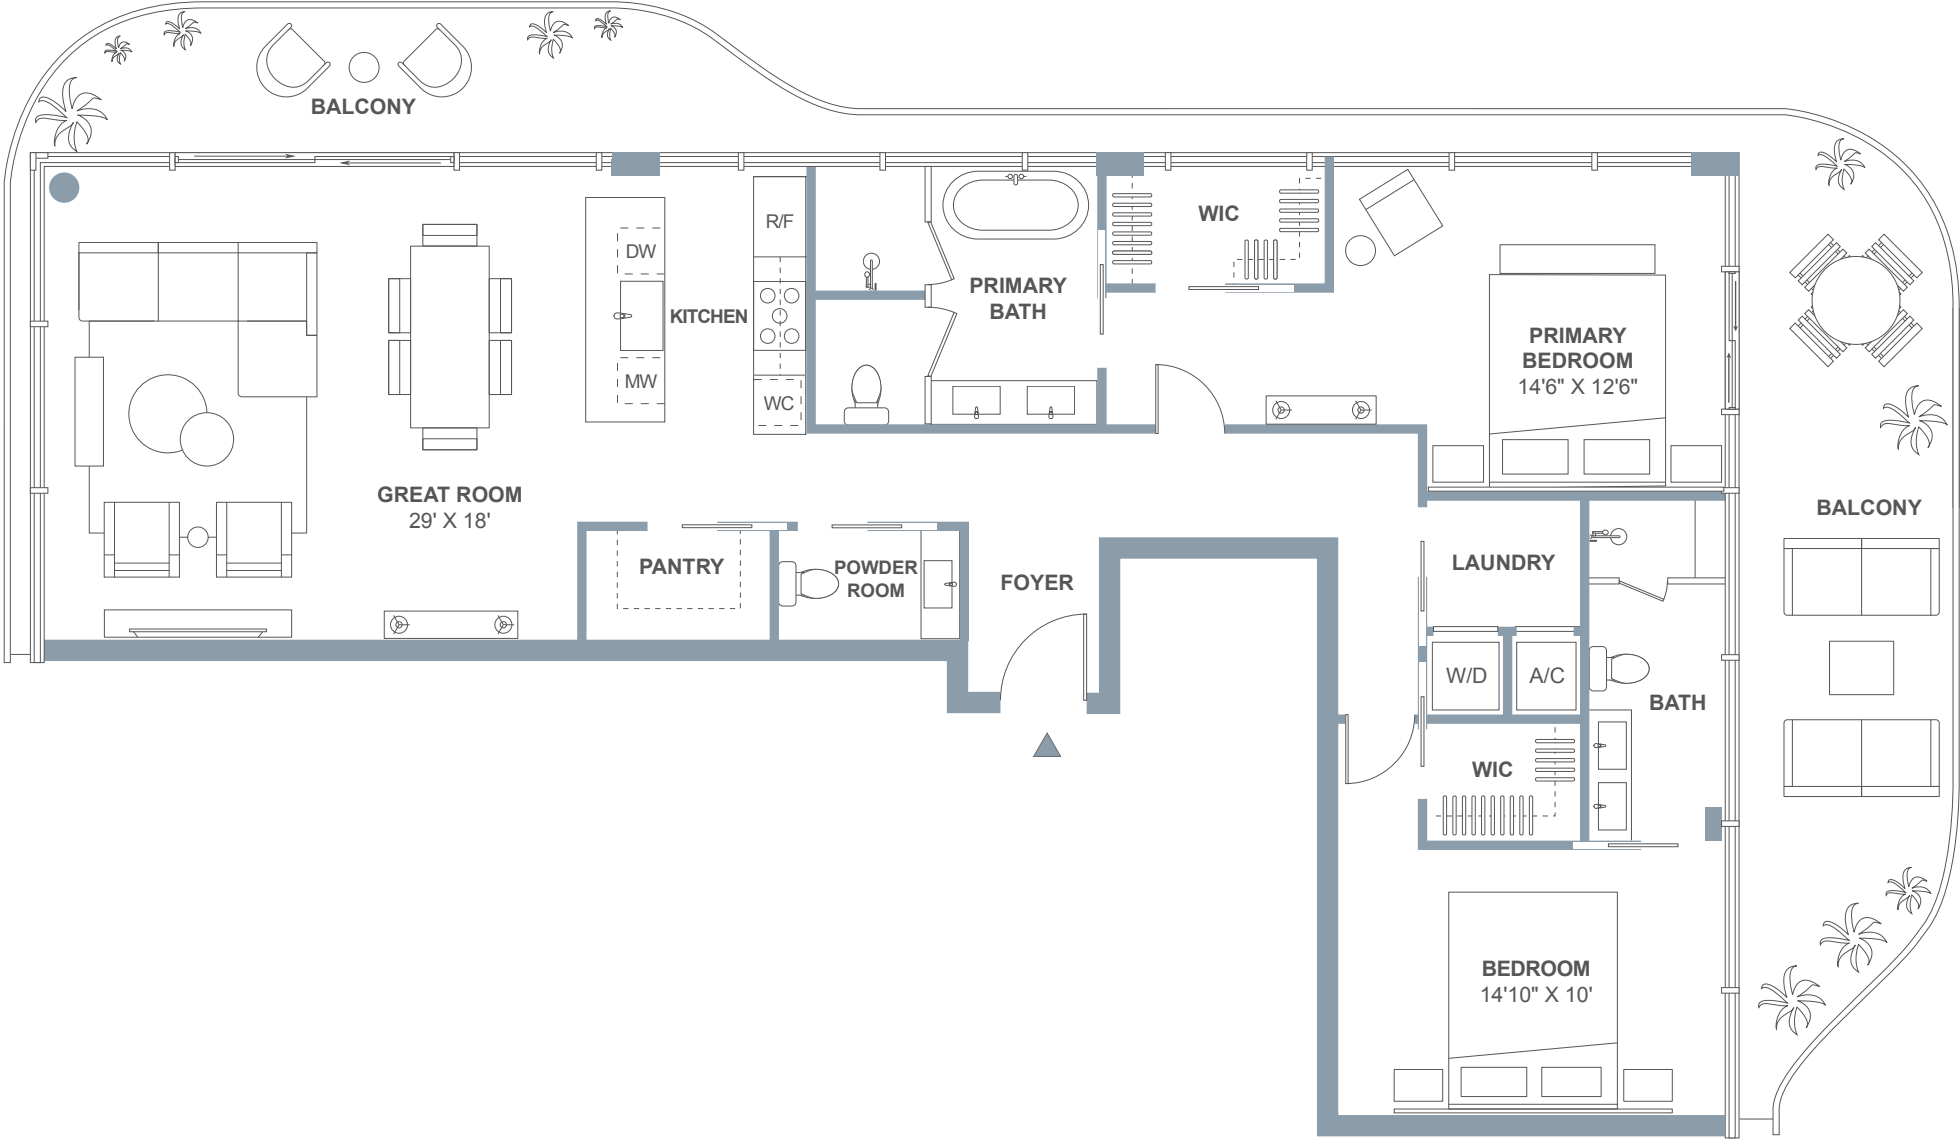 BALCONY
R/F
DW
KITCHEN
MW
WC
PRIMARY
BATH
WIC
PRIMARY
BEDROOM
14'6" X 12'6"
GREAT ROOM
29' X 18'
PANTRY
POWDER
ROOM
FOYER
LAUNDRY
BALCONY
W/D
A/C
BATH
WIC
BEDROOM
14'10" X 10'